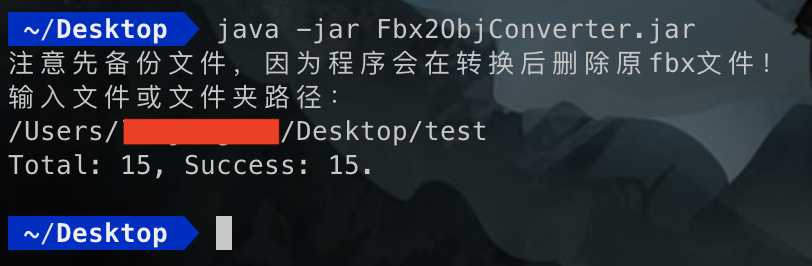 ~/Desktop java -jar Fbx2ObjConverter.jar
注意先备份文件，因为程序会在转换后删除原fbx文件！
输入文件或文件夹路径：
/Users/ /Desktop/test
Total: 15, Success: 15.
~/Desktop